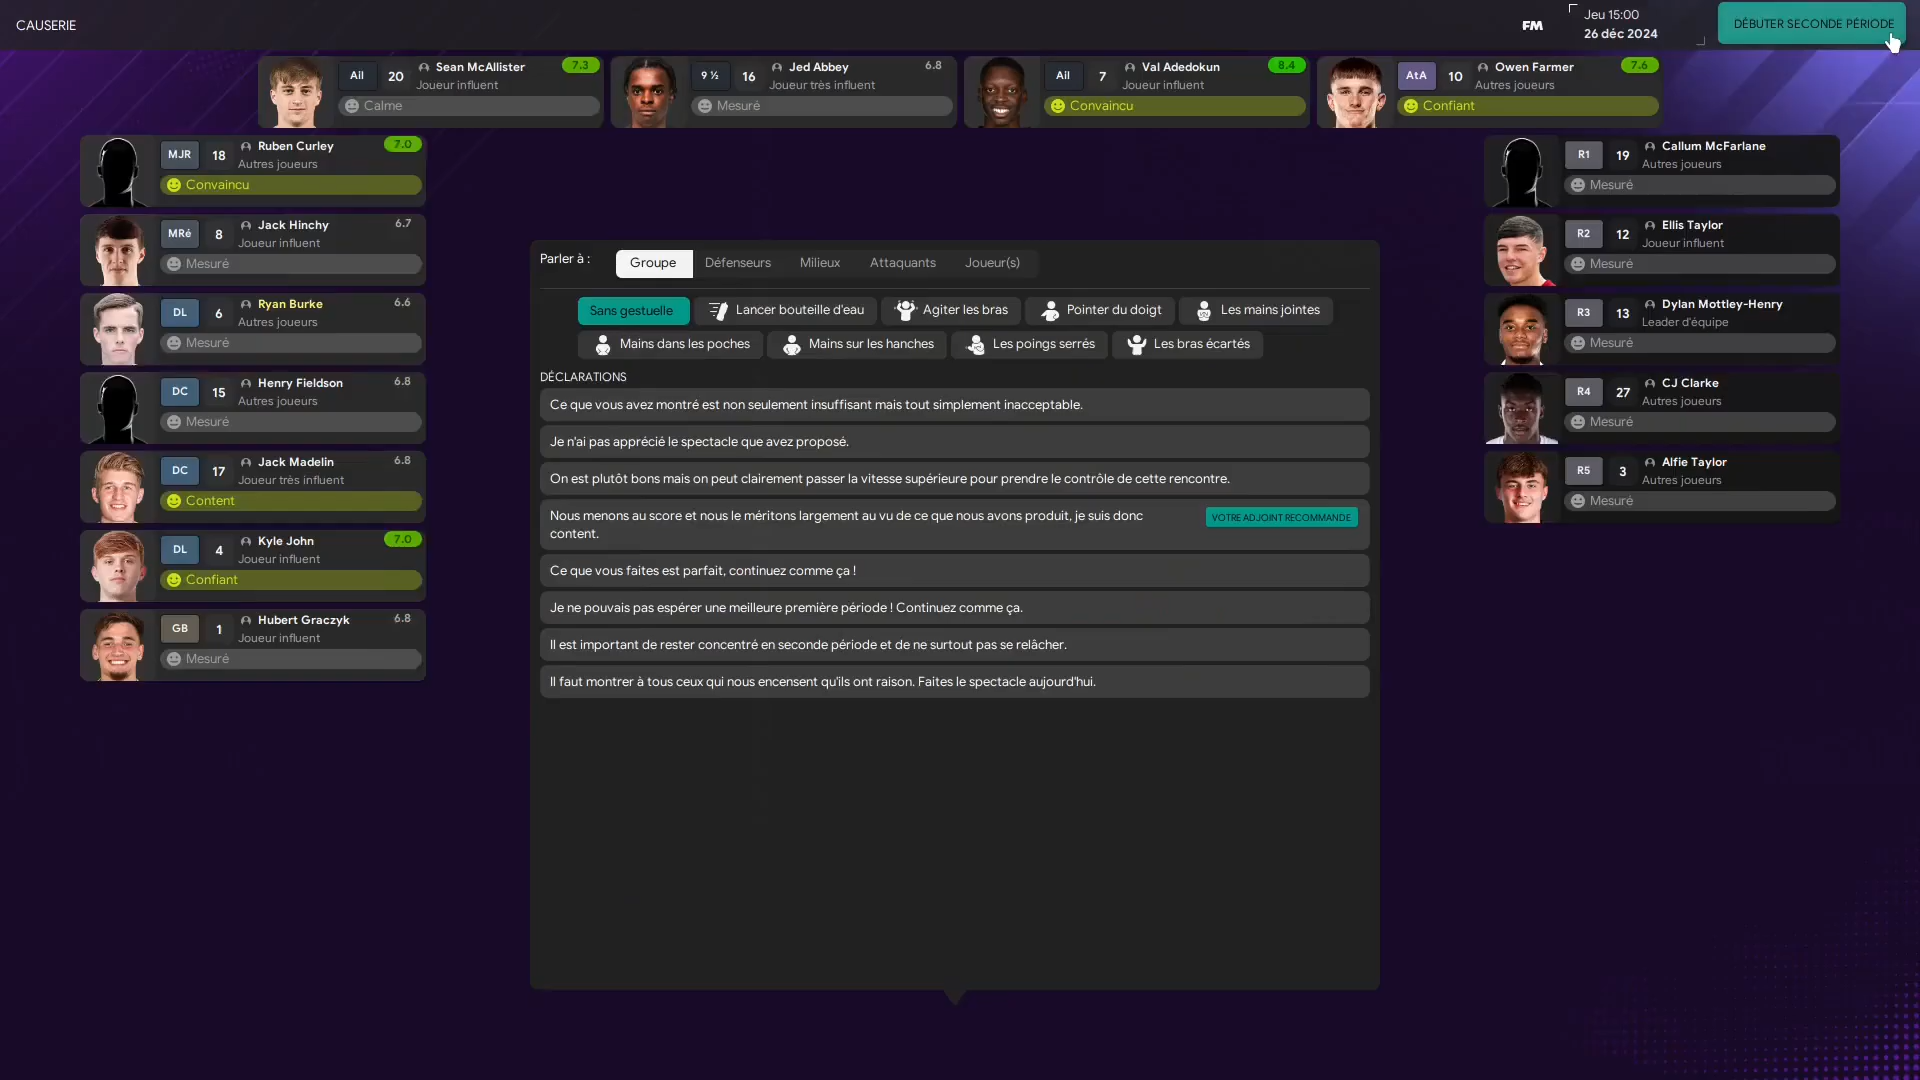 CAUSERIE
FM
Jeu 15:00
26 déc 2024
DÉBUTER SECONDE PÉRIODE
Ail 20 Sean McAllister 7.3
Joueur influent
Calme
9 ½ 16 Jed Abbey 6.8
Joueur très influent
Mesuré
Ail 7 Val Adedokun 8.4
Joueur influent
Convaincu
AtA 10 Owen Farmer 7.6
Autres joueurs
Confiant
MJR 18 Ruben Curley 7.0
Autres joueurs
Convaincu
MRé 8 Jack Hinchy 6.7
Joueur influent
Mesuré
DL 6 Ryan Burke 6.6
Autres joueurs
Mesuré
DC 15 Henry Fieldson 6.8
Autres joueurs
Mesuré
DC 17 Jack Madelin 6.8
Joueur très influent
Content
DL 4 Kyle John 7.0
Joueur influent
Confiant
GB 1 Hubert Graczyk 6.8
Joueur influent
Mesuré
Parler à : Groupe Défenseurs Milieux Attaquants Joueur(s)
Sans gestuelle Lancer bouteille d'eau Agiter les bras Pointer du doigt Les mains jointes
Mains dans les poches Mains sur les hanches Les poings serrés Les bras écartés
DÉCLARATIONS
Ce que vous avez montré est non seulement insuffisant mais tout simplement inacceptable.
Je n'ai pas apprécié le spectacle que avez proposé.
On est plutôt bons mais on peut clairement passer la vitesse supérieure pour prendre le contrôle de cette rencontre.
Nous menons au score et nous le méritons largement au vu de ce que nous avons produit, je suis donc
content.
VOTRE ADJOINT RECOMMANDE
Ce que vous faites est parfait, continuez comme ça !
Je ne pouvais pas espérer une meilleure première période ! Continuez comme ça.
Il est important de rester concentré en seconde période et de ne surtout pas se relâcher.
Il faut montrer à tous ceux qui nous encensent qu'ils ont raison. Faites le spectacle aujourd'hui.
R1 19 Callum McFarlane
Autres joueurs
Mesuré
R2 12 Ellis Taylor
Joueur influent
Mesuré
R3 13 Dylan Mottley-Henry
Leader d'équipe
Mesuré
R4 27 CJ Clarke
Autres joueurs
Mesuré
R5 3 Alfie Taylor
Autres joueurs
Mesuré